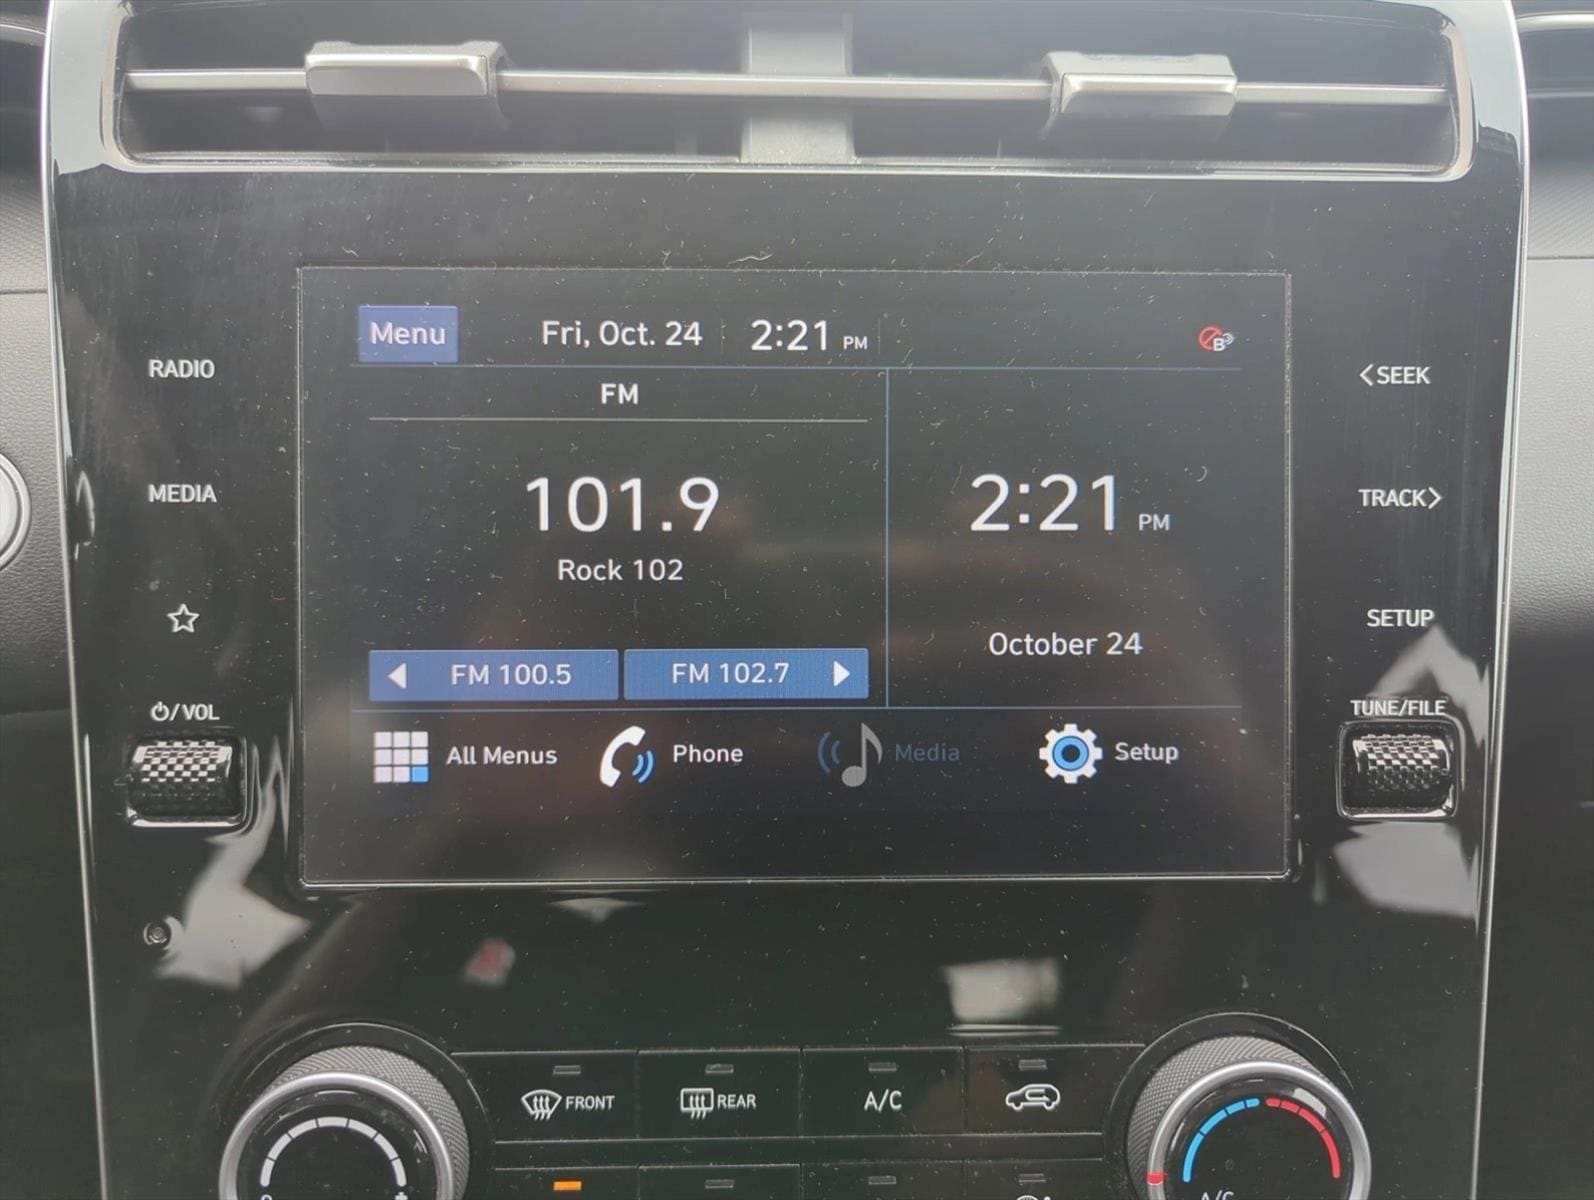 Menu Fri, Oct. 24 2:21 PM
B
RADIO
<SEEK
FM
MEDIA
101.9
2:21 PM
TRACK>
Rock 102
SETUP
October 24
FM 100.5
FM 102.7
/VOL
TUNE/FILE
All Menus
Phone
Media
Setup
FRONT
REAR
A/C
A/C